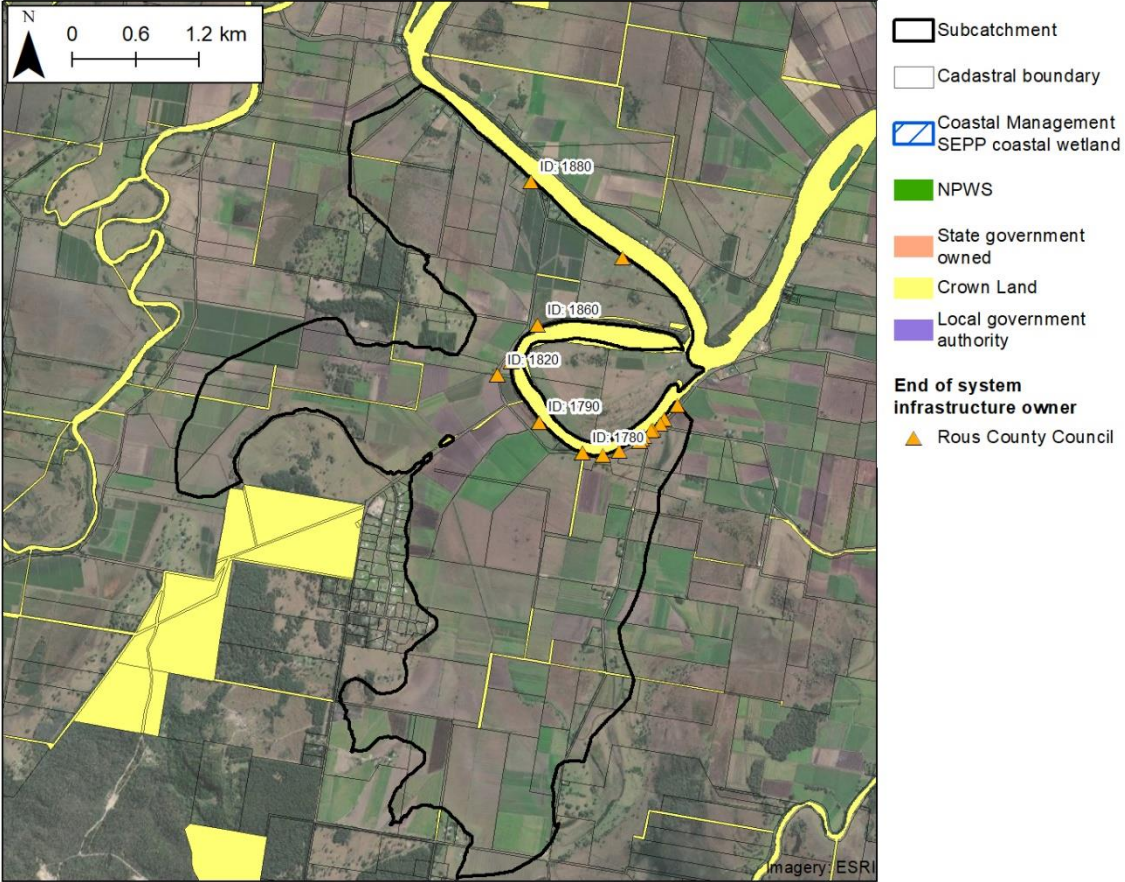 N
0 0.6 1.2 km
ID: 1880
ID: 1860
ID: 1820
ID: 1790
ID: 1780
Imagery: ESRI
Subcatchment
Cadastral boundary
Coastal Management
SEPP coastal wetland
NPWS
State government
owned
Crown Land
Local government
authority
End of system
infrastructure owner
Rous County Council